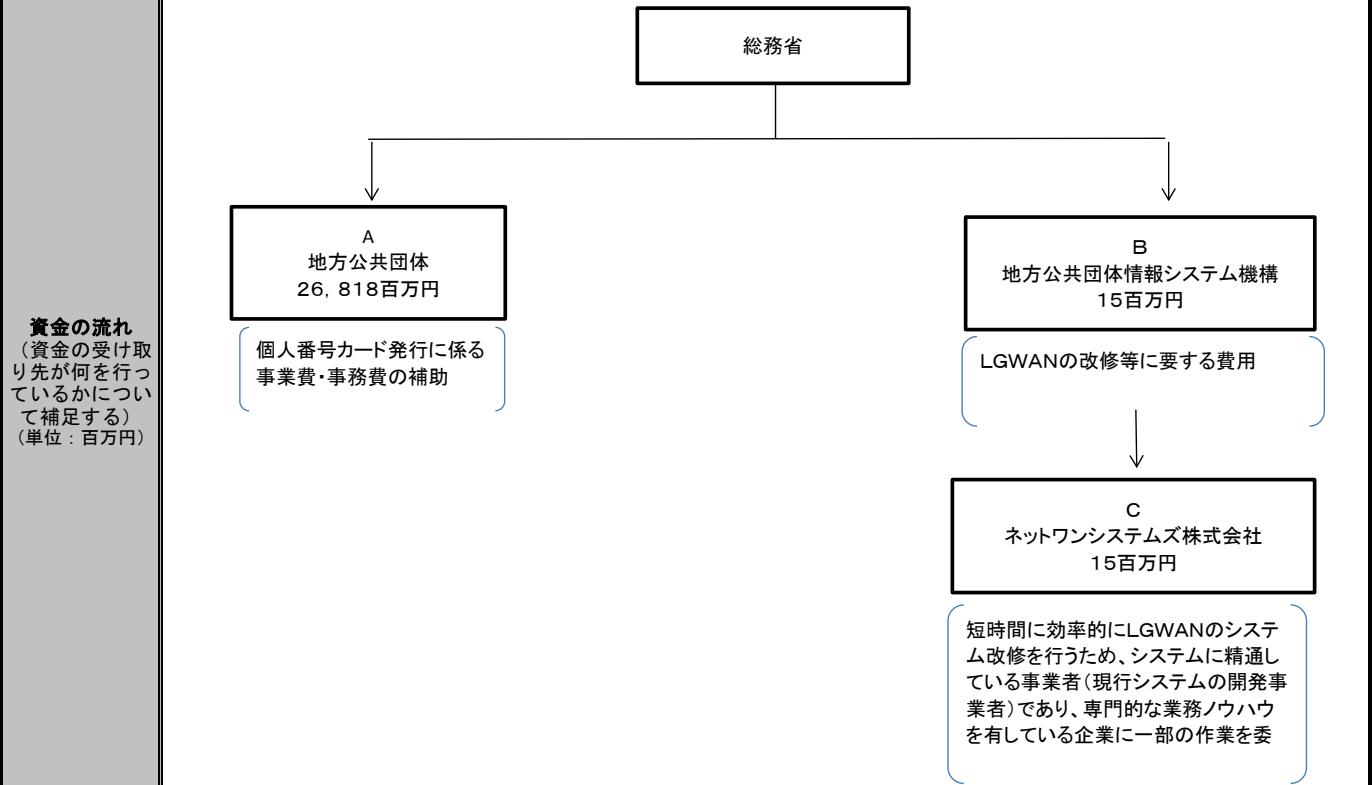 資金の流れ
（資金の受け取
り先が何を行っ
ているかについ
て補足する）
（単位：百万円）
総務省
A
地方公共団体
２６，８１８百万円
個人番号カード発行に係る
事業費・事務費の補助
Ｂ
地方公共団体情報システム機構
１５百万円
ＬＧＷＡＮの改修等に要する費用
Ｃ
ネットワンシステムズ株式会社
１５百万円
短時間に効率的にＬＧＷＡＮのシステ
ム改修を行うため、システムに精通し
ている事業者（現行システムの開発事
業者）であり、専門的な業務ノウハウ
を有している企業に一部の作業を委